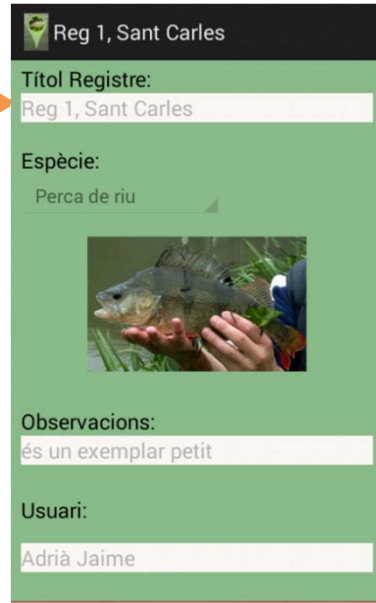 Reg 1, Sant Carles
Títol Registre:
Reg 1, Sant Carles
Espècie:
Perca de riu
Observacions:
és un exemplar petit
Usuari:
Adrià Jaime